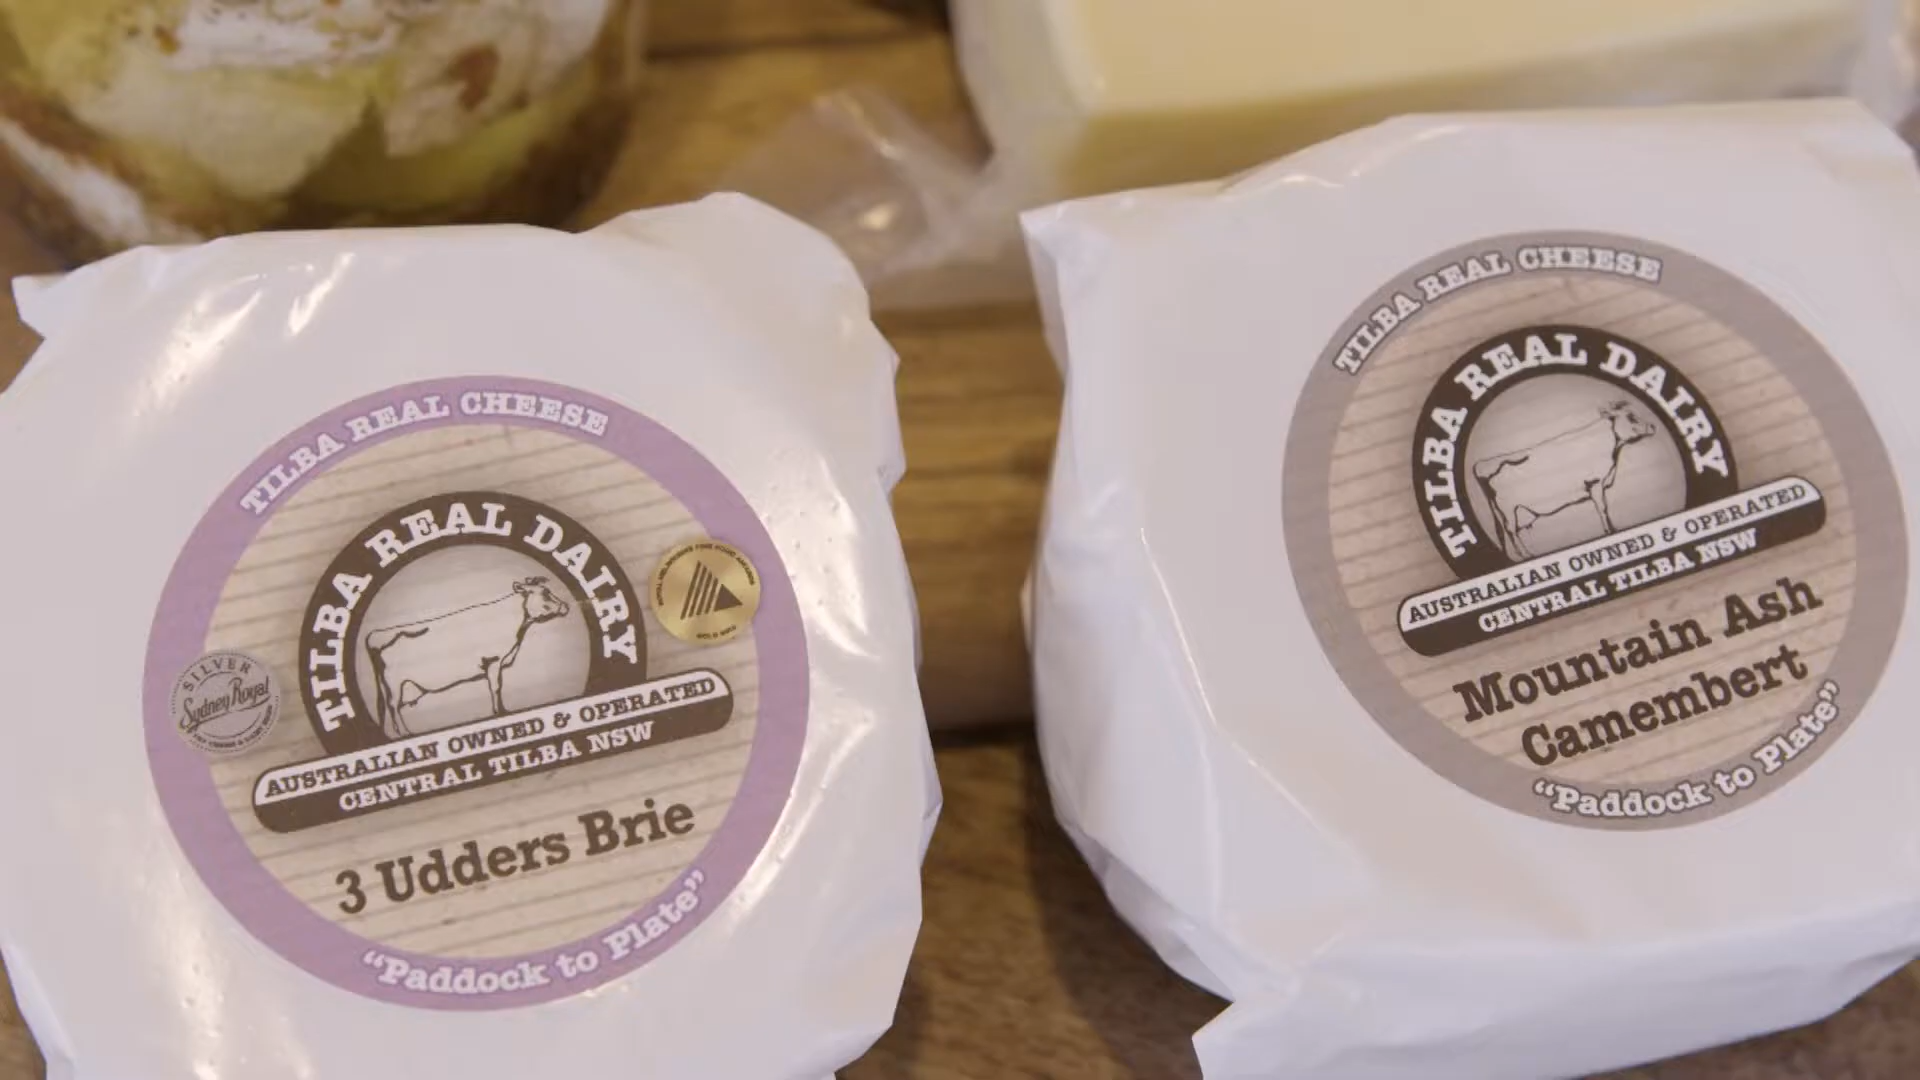 TILBA REAL CHEESE
TILBA REAL DAIRY
AUSTRALIAN OWNED & OPERATED
CENTRAL TILBA NSW
3 Udders Brie
"Paddock to Plate"
SILVER
Sydney Royal
TILBA REAL CHEESE
TILBA REAL DAIRY
AUSTRALIAN OWNED & OPERATED
CENTRAL TILBA NSW
Mountain Ash
Camembert
"Paddock to Plate"